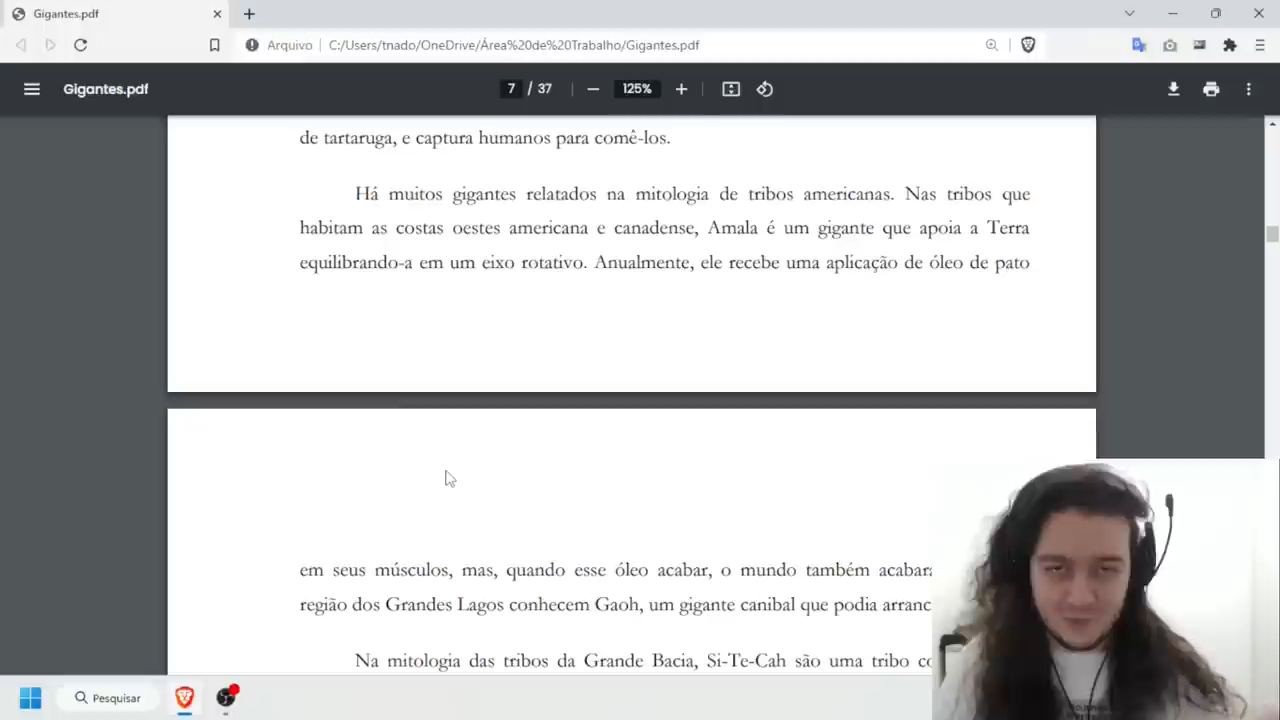 Gigantes.pdf
Arquivo C:/Users/tnado/OneDrive/Área%20de%20Trabalho/Gigantes.pdf
Gigantes.pdf 7 / 37 125%
de tartaruga, e captura humanos para comê-los.
Há muitos gigantes relatados na mitologia de tribos americanas. Nas tribos que
habitam as costas oestes americana e canadense, Amala é um gigante que apoia a Terra
equilibrando-a em um eixo rotativo. Anualmente, ele recebe uma aplicação de óleo de pato
em seus músculos, mas, quando esse óleo acabar, o mundo também acabar
região dos Grandes Lagos conhecem Gaoh, um gigante canibal que podia arranc
Na mitologia das tribos da Grande Bacia, Si-Te-Cah são uma tribo co
Pesquisar